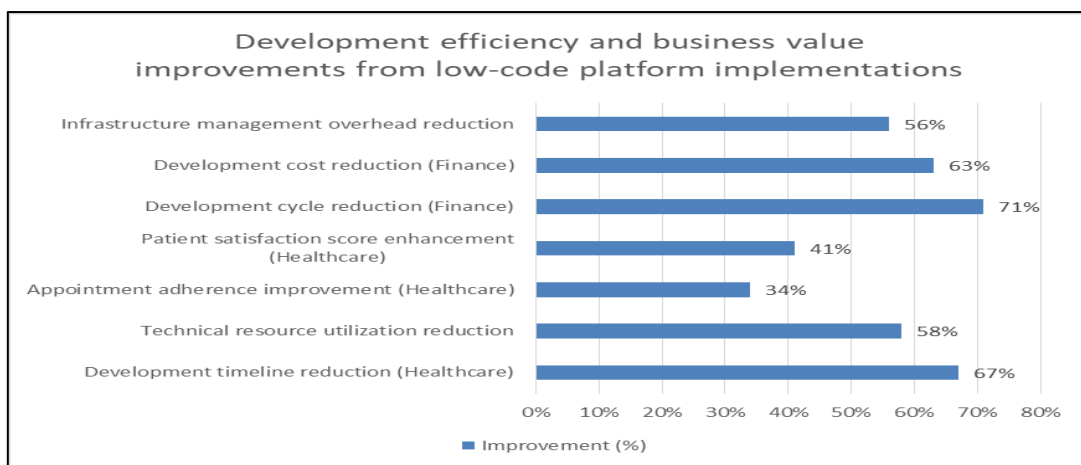 Development efficiency and business value
improvements from low-code platform implementations
Infrastructure management overhead reduction
56%
Development cost reduction (Finance)
63%
Development cycle reduction (Finance)
71%
Patient satisfaction score enhancement
(Healthcare)
41%
Appointment adherence improvement (Healthcare)
34%
Technical resource utilization reduction
58%
Development timeline reduction (Healthcare)
67%
0% 10% 20% 30% 40% 50% 60% 70% 80%
Improvement (%)